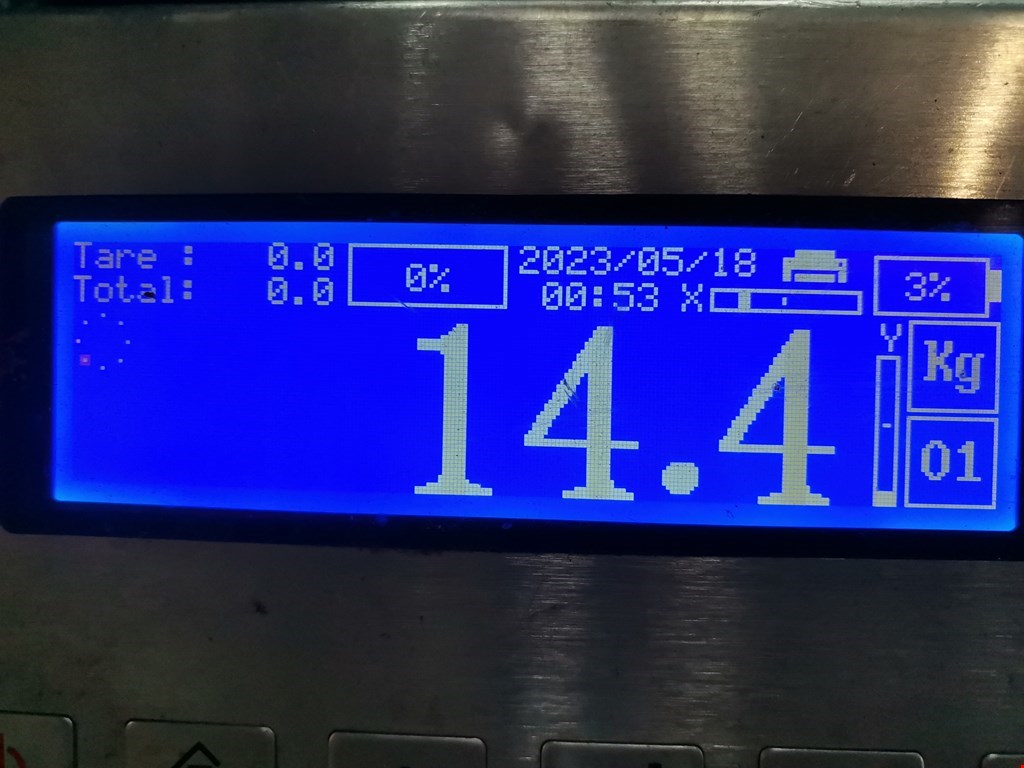 Tare : 0.0 0% 2023/05/18 3%
Total: 0.0 00:53 X
Y
14.4 Kg
01